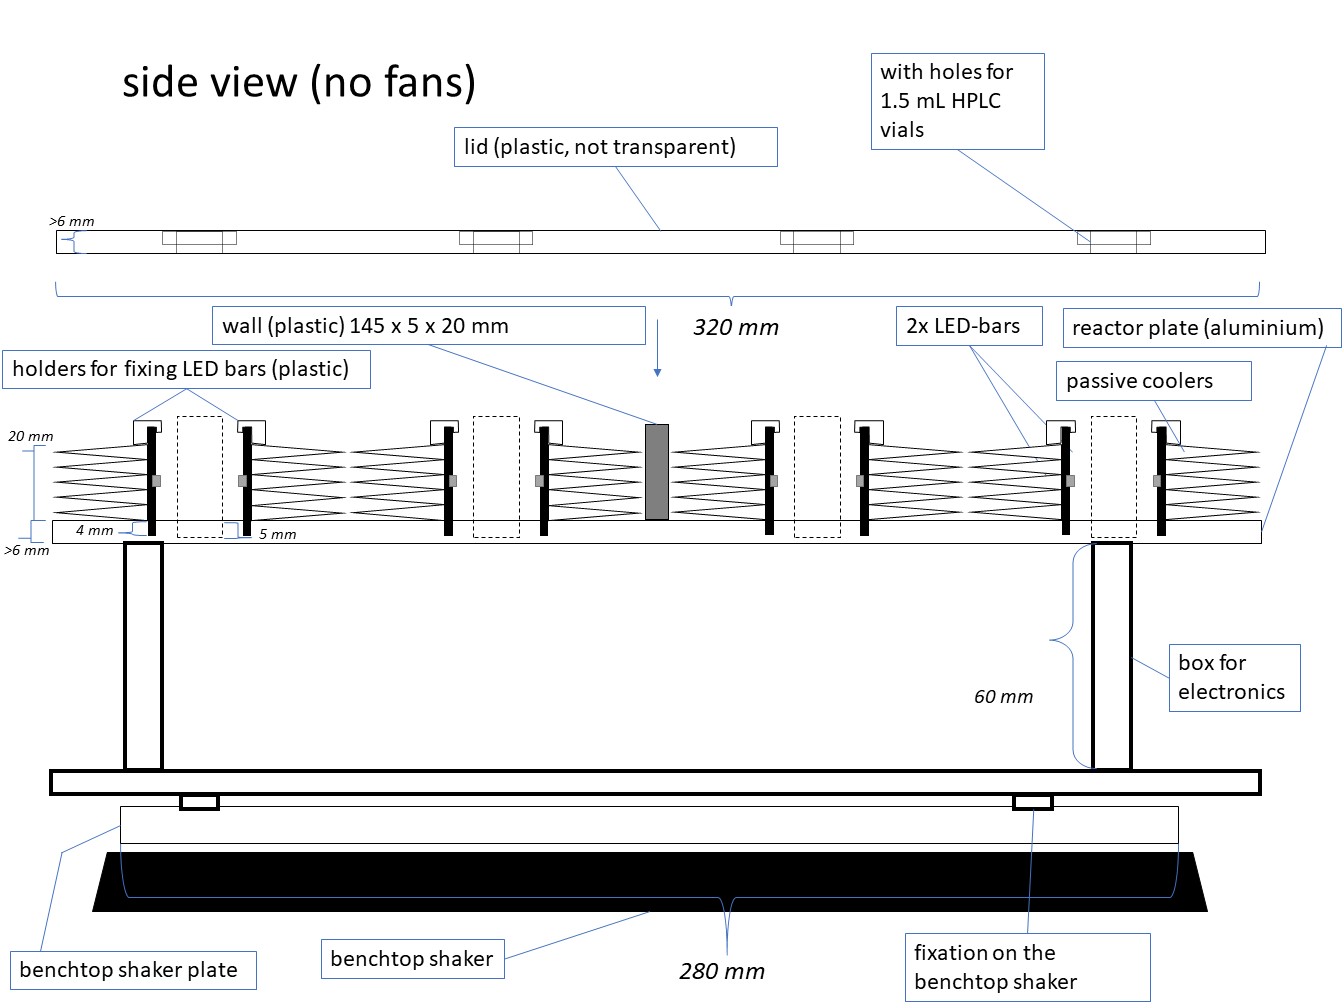 side view (no fans)
with holes for
1.5 mL HPLC
vials
lid (plastic, not transparent)
>6 mm
320 mm
wall (plastic) 145 x 5 x 20 mm
2x LED-bars
reactor plate (aluminium)
holders for fixing LED bars (plastic)
passive coolers
20 mm
4 mm
5 mm
>6 mm
box for
electronics
60 mm
benchtop shaker plate
benchtop shaker
280 mm
fixation on the
benchtop shaker